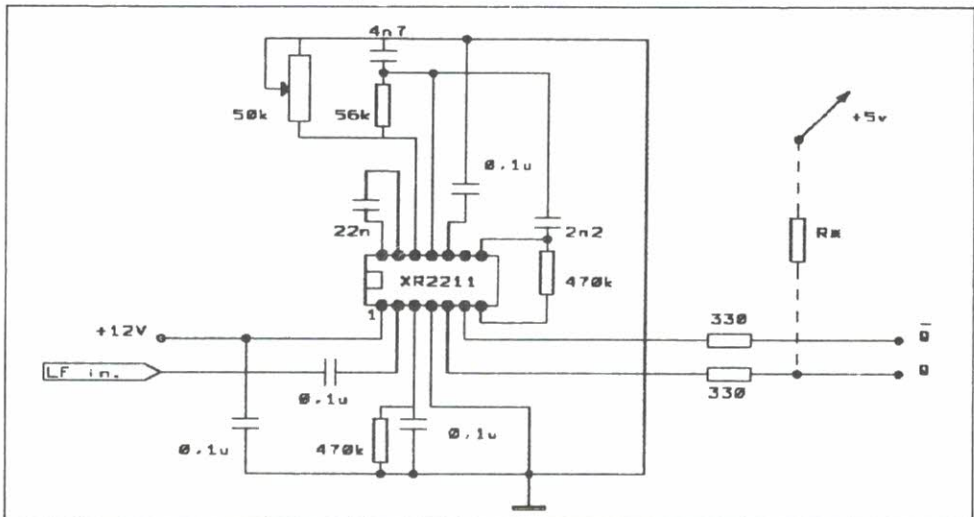 4n7
50k
56k
+5v
0.1u
22n
2n2
R*
XR2211
470k
1
+12V
330
Q
LF in.
Q
0.1u
330
0.1u
470k
0.1u